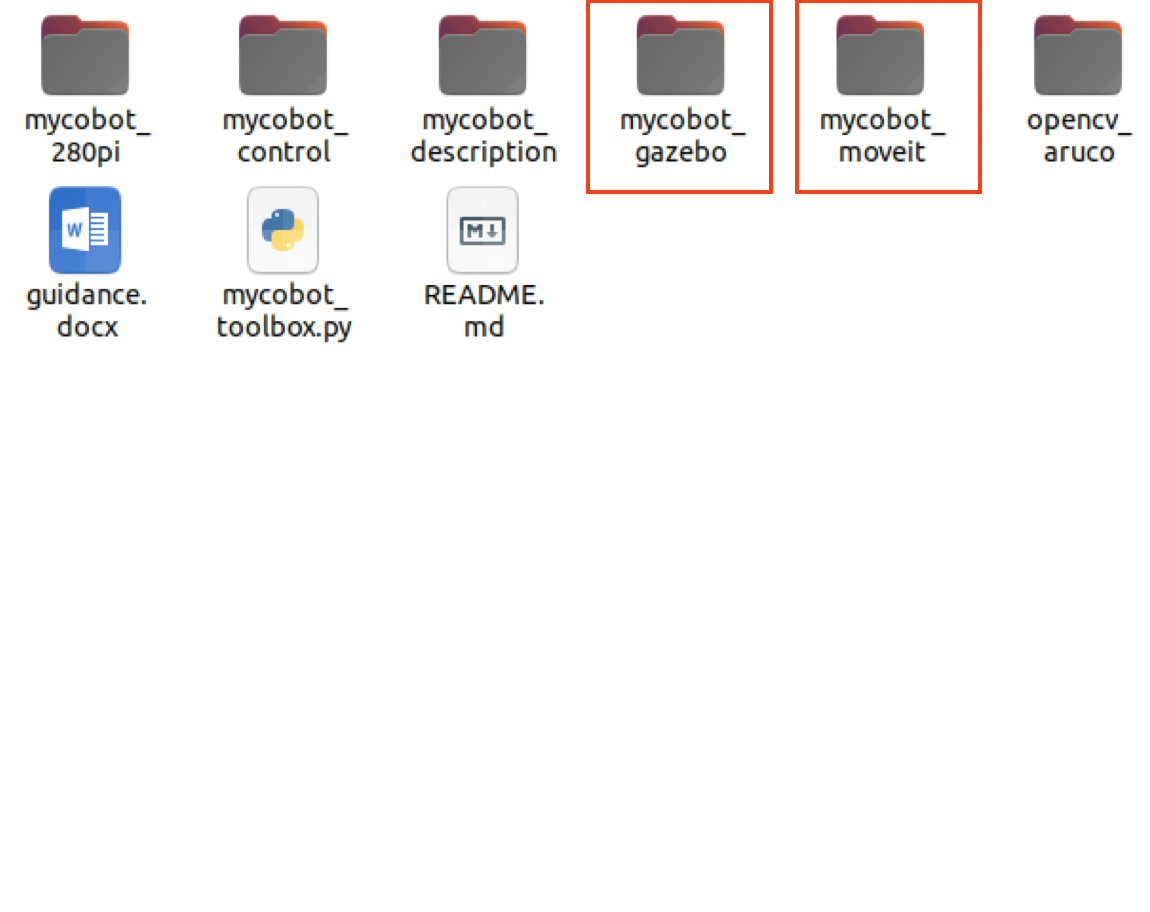 mycobot_ mycobot_ mycobot_ mycobot_ mycobot_ opencv_
280pi control description gazebo moveit aruco
W M↓
guidance. mycobot_ README.
docx toolbox.py md